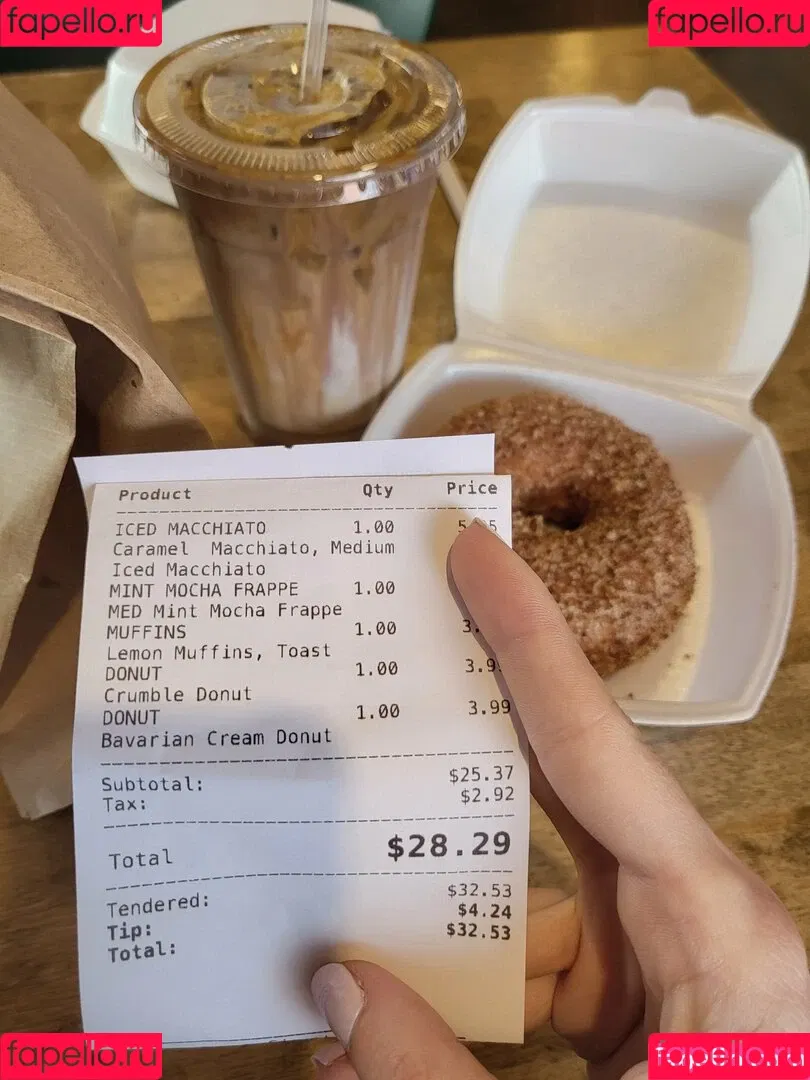 fapello.ru fapello.ru
Product Qty Price
ICED MACCHIATO 1.00
Caramel Macchiato, Medium
Iced Macchiato
MINT MOCHA FRAPPE 1.00
MED Mint Mocha Frappe
MUFFINS 1.00
Lemon Muffins, Toast
DONUT 1.00
Crumble Donut
DONUT 1.00 3.99
Bavarian Cream Donut
Subtotal: $25.37
Tax: $2.92
Total $28.29
Tendered: $32.53
Tip: $4.24
Total: $32.53
fapello.ru fapello.ru